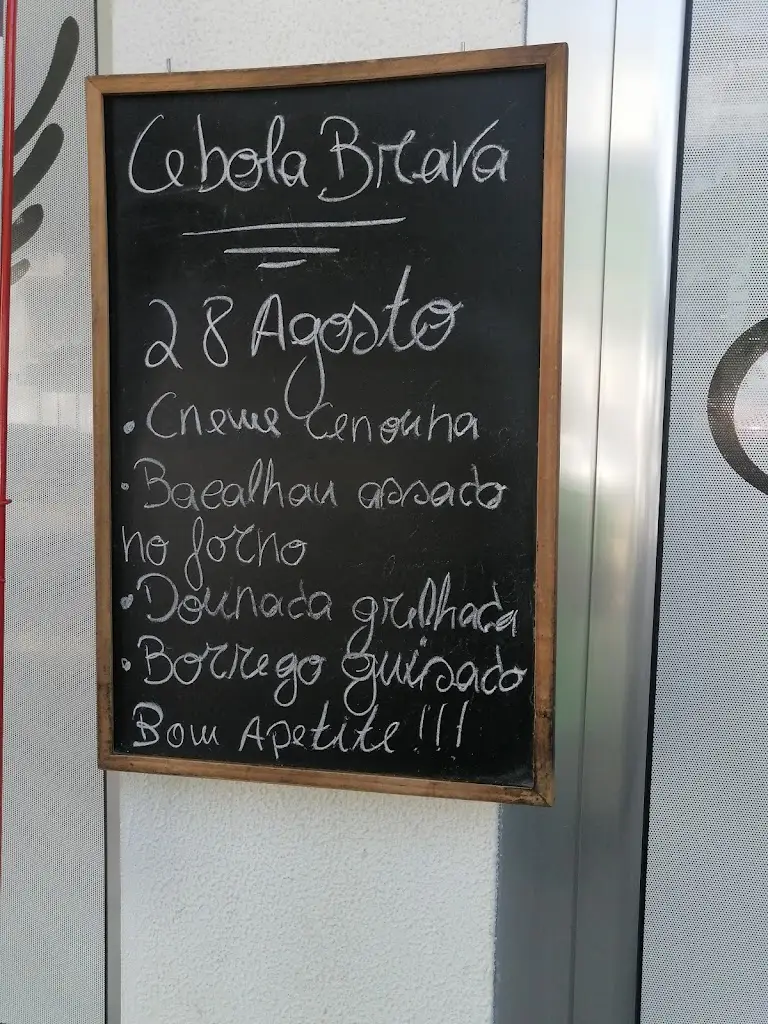 Cebola Brava
28 Agosto
• Creme Cenoura
• Bacalhau assado
no forno
• Dourada grelhada
• Borrego guisado
Bom Apetite!!!